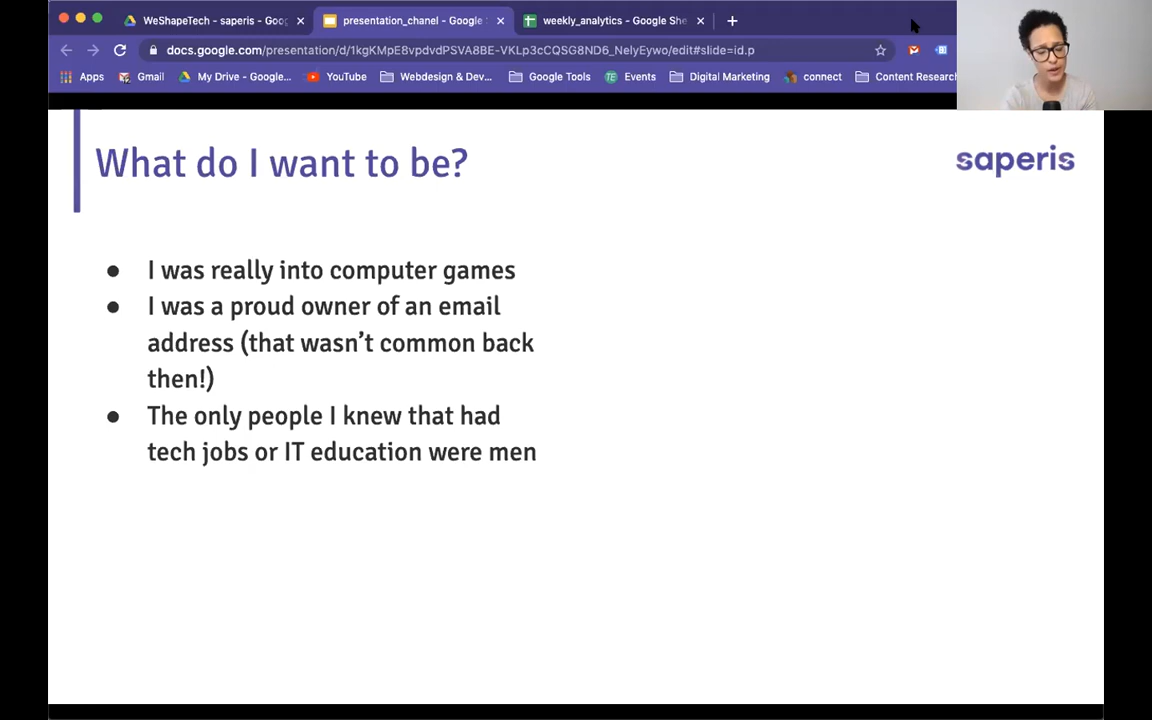 WeShapeTech - saperis - Goog
presentation_chanel - Google S
weekly_analytics - Google She
docs.google.com/presentation/d/1kgKMpE8vpdvdPSVA8BE-VKLp3cCQSG8ND6_NelyEywo/edit#slide=id.p
Apps
Gmail
My Drive - Google...
YouTube
Webdesign & Dev...
Google Tools
TE
Events
Digital Marketing
connect
Content Research
What do I want to be?
saperis
● I was really into computer games
● I was a proud owner of an email
address (that wasn't common back
then!)
● The only people I knew that had
tech jobs or IT education were men